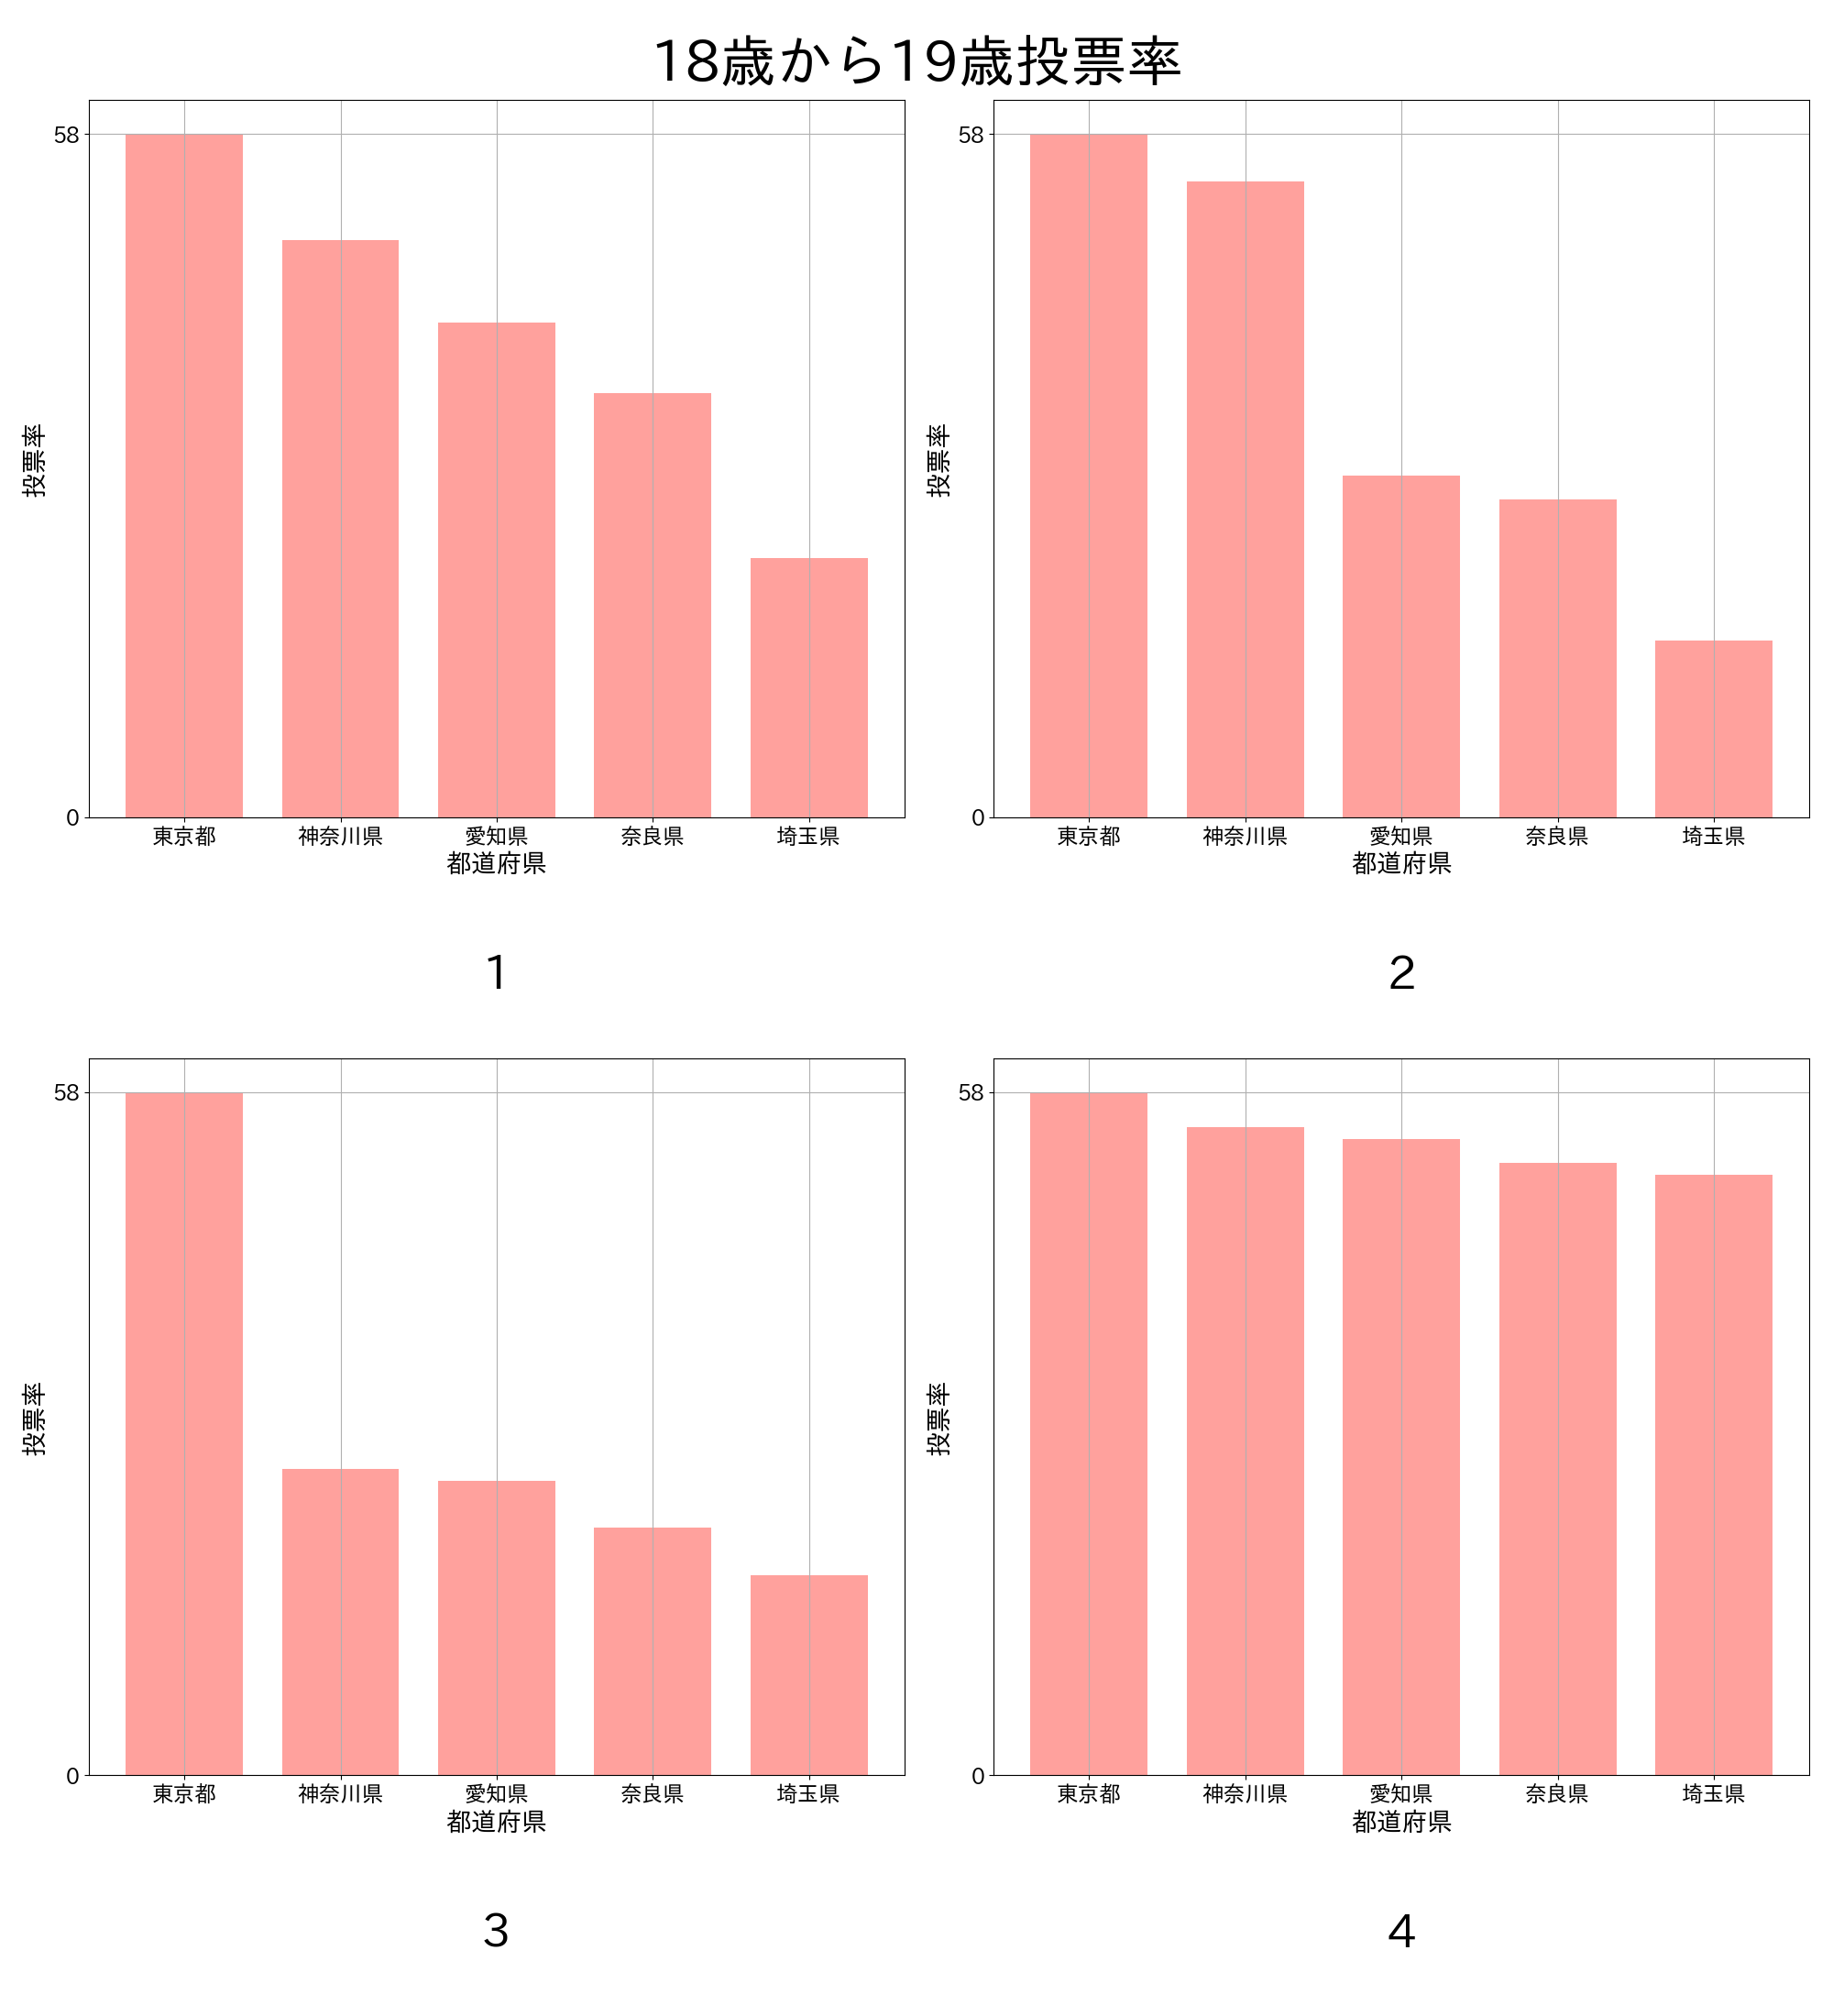 18歳から19歳投票率
58
0
投票率
東京都 神奈川県 愛知県 奈良県 埼玉県
都道府県
1
58
0
投票率
東京都 神奈川県 愛知県 奈良県 埼玉県
都道府県
2
58
0
投票率
東京都 神奈川県 愛知県 奈良県 埼玉県
都道府県
3
58
0
投票率
東京都 神奈川県 愛知県 奈良県 埼玉県
都道府県
4